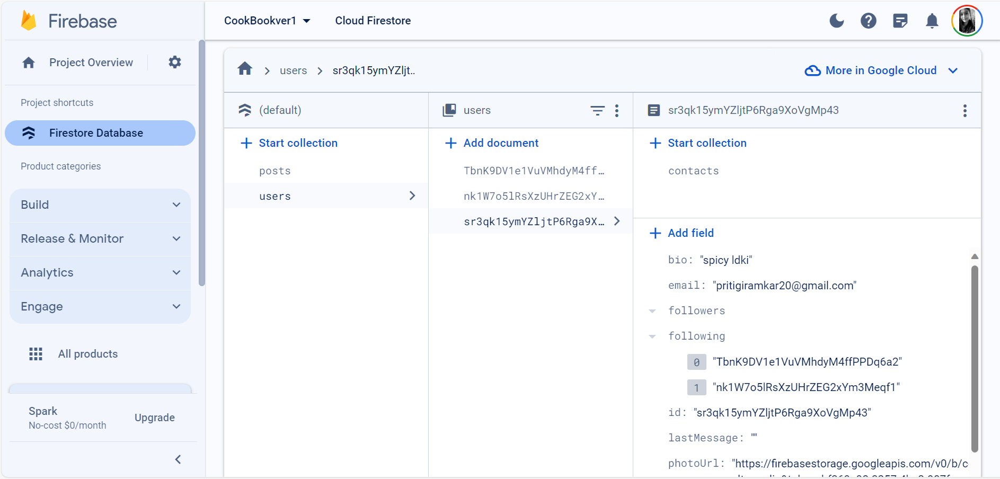 Firebase
CookBookver1
Cloud Firestore
Project Overview
Project shortcuts
Firestore Database
Product categories
Build
Release & Monitor
Analytics
Engage
All products
Spark
No-cost $0/month
Upgrade
users
sr3qk15ymYZljt..
More in Google Cloud
(default)
Start collection
posts
users
users
Add document
TbnK9DV1e1VuVMhdyM4ff…
nk1W7o5lRsXzUHrZEG2xY…
sr3qk15ymYZljtP6Rga9X…
sr3qk15ymYZljtP6Rga9XoVgMp43
Start collection
contacts
Add field
bio: "spicy ldki"
email: "pritigiramkar20@gmail.com"
followers
following
0 "TbnK9DV1e1VuVMhdyM4ffPPDq6a2"
1 "nk1W7o5lRsXzUHrZEG2xYm3Meqf1"
id: "sr3qk15ymYZljtP6Rga9XoVgMp43"
lastMessage: ""
photoUrl: "https://firebasestorage.googleapis.com/v0/b/c